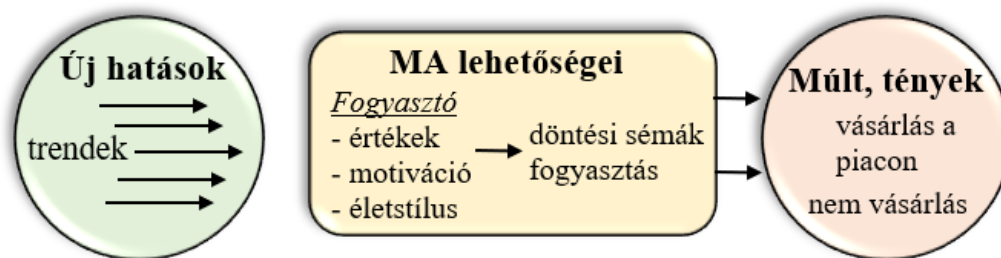 Új hatások
trendek
MA lehetőségei
Fogyasztó
- értékek
- motiváció
- életstílus
döntési sémák
fogyasztás
Múlt, tények
vásárlás a
piacon
nem vásárlás